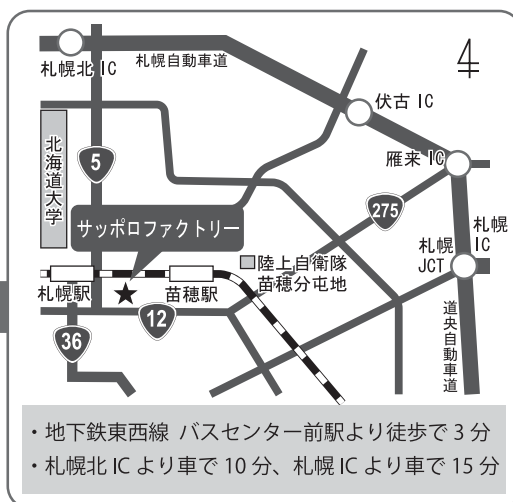 札幌北 IC
札幌自動車道
伏古 IC
雁来 IC
北海道大学
5
275
サッポロファクトリー
札幌
IC
札幌
JCT
陸上自衛隊
苗穂分屯地
札幌駅
苗穂駅
12
36
道央自動車道
・地下鉄東西線 バスセンター前駅より徒歩で 3 分
・札幌北 IC より車で 10 分、札幌 IC より車で 15 分